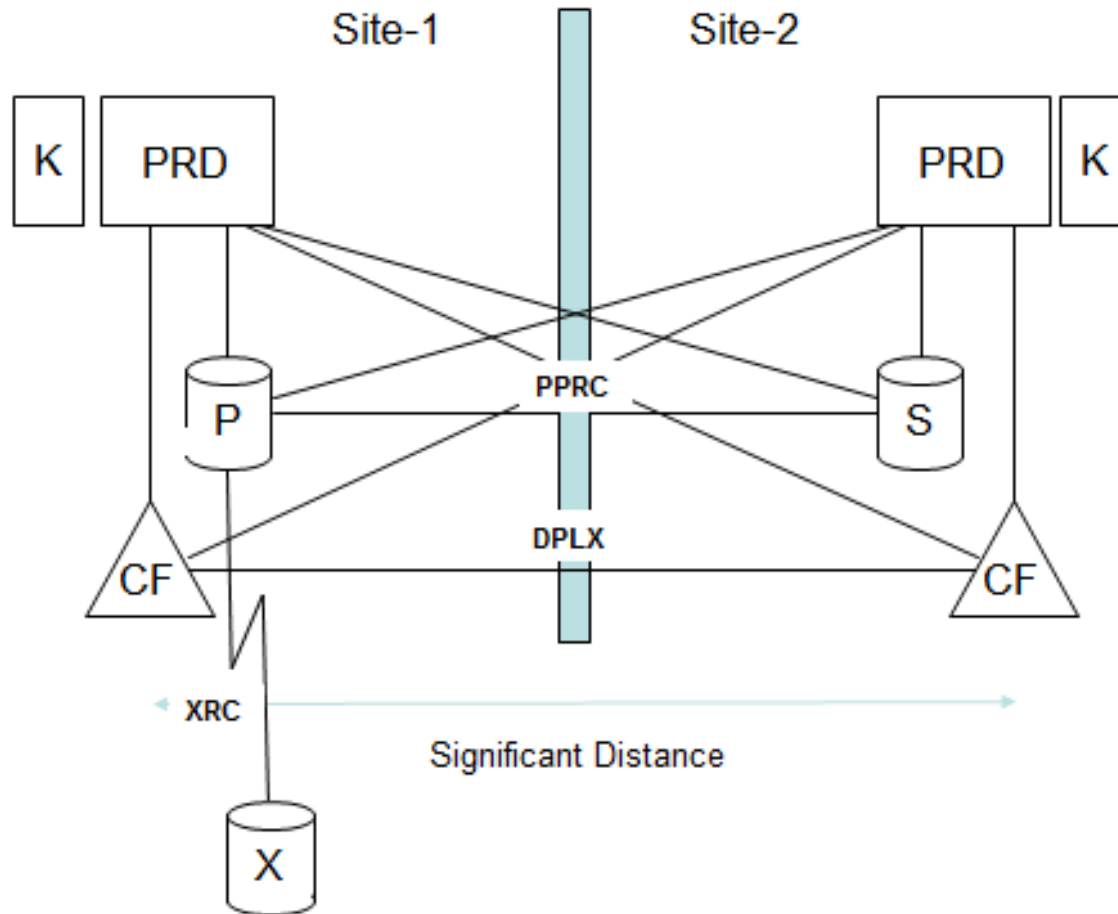 Site-1
Site-2
K
PRD
PRD
K
PPRC
P
S
DPLX
CF
CF
XRC
Significant Distance
X